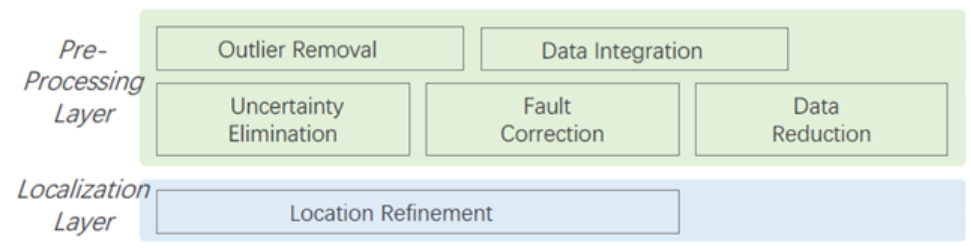 Pre-
Processing
Layer
Outlier Removal
Data Integration
Uncertainty
Elimination
Fault
Correction
Data
Reduction
Localization
Layer
Location Refinement